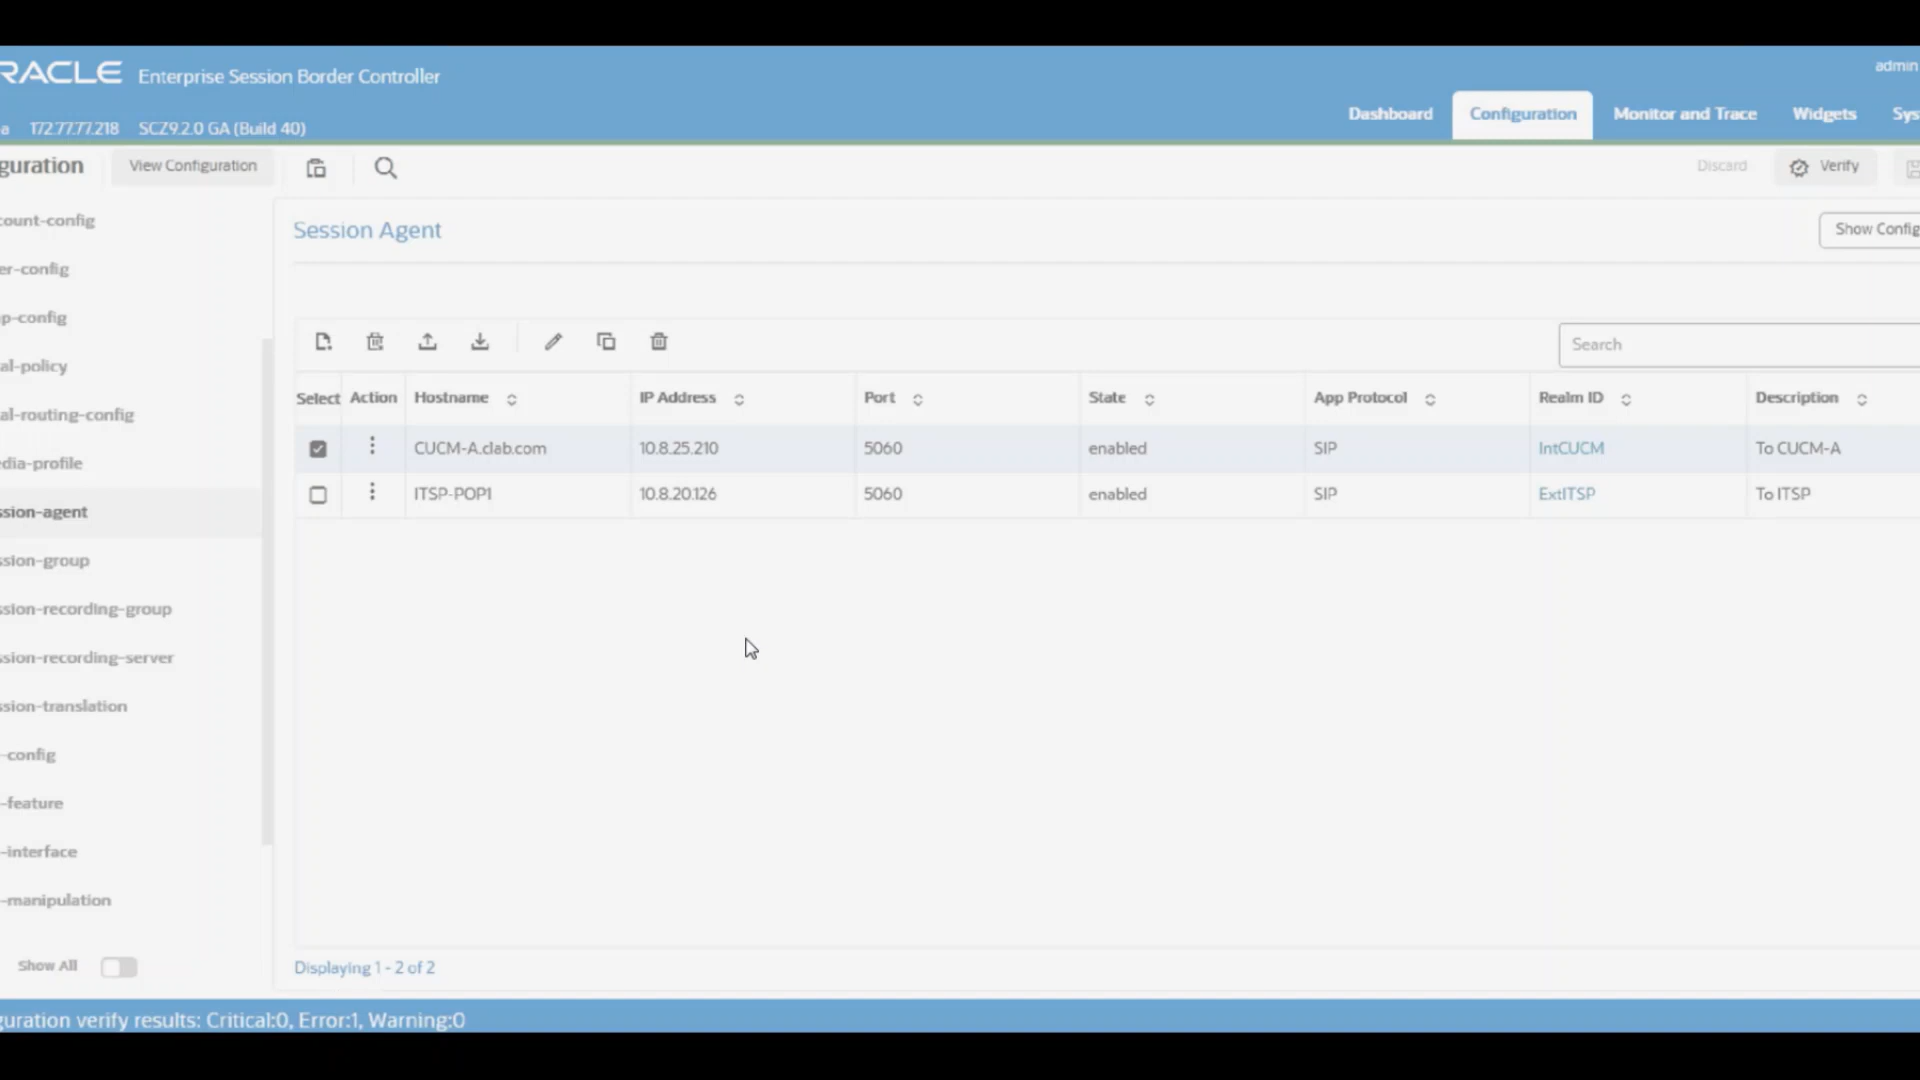 RACLE Enterprise Session Border Controller
admin
a 172.77.77.218 SCZ9.2.0 GA (Build 40)
Dashboard Configuration Monitor and Trace Widgets Sys
guration View Configuration Discard Verify
count-config
er-config
p-config
al-policy
al-routing-config
edia-profile
ssion-agent
ssion-group
ssion-recording-group
ssion-recording-server
ssion-translation
-config
-feature
-interface
-manipulation
Show All
Session Agent Show Config
Search
Select Action Hostname IP Address Port State App Protocol Realm ID Description
CUCM-A.clab.com 10.8.25.210 5060 enabled SIP IntCUCM To CUCM-A
ITSP-POP1 10.8.20.126 5060 enabled SIP ExtITSP To ITSP
Displaying 1 - 2 of 2
guration verify results: Critical:0, Error:1, Warning:0